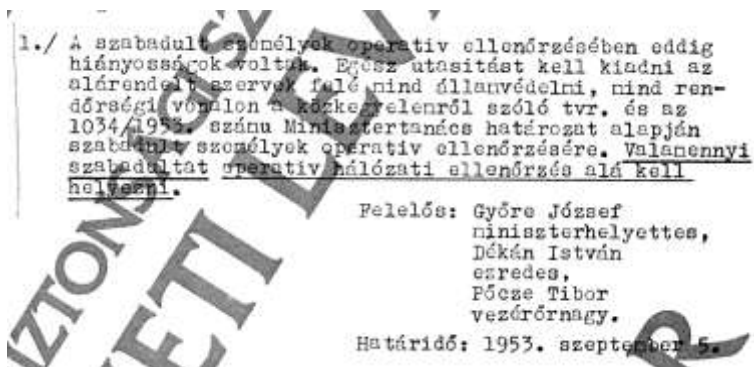 1./ A szabadult személyek operativ ellenőrzésében eddig
hiányosságok voltak. Egész utasitást kell kiadni az
alárendelt szervek felé mind államvédelmi, mind ren-
dőrségi vonalon a közkegyelemről szóló tvr. és az
1034/1953. számu Minisztertanács határozat alapján
szabadult személyek operativ ellenőrzésére. Valamennyi
szabadultat operativ hálózati ellenőrzés alá kell
helyezni.
Felelős: Győre József
miniszterhelyettes,
Dékán István
ezredes,
Pőcze Tibor
vezérőrnagy.
Határidő: 1953. szeptember 5.